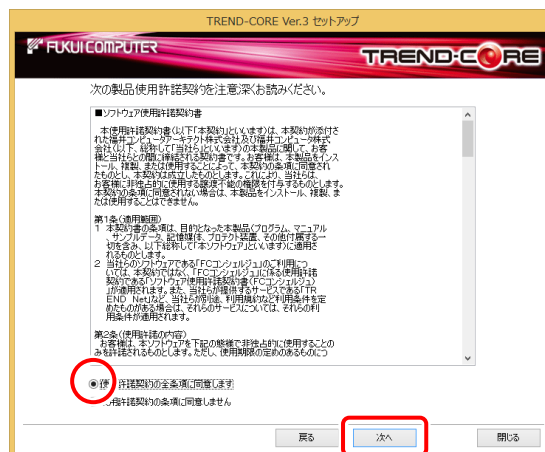 TREND-CORE Ver.3 セットアップ
FUKUI COMPUTER
TREND-CORE
次の製品使用許諾契約を注意深くお読みください。
■ソフトウェア使用許諾契約書
本使用許諾契約書(以下「本契約」といいます)は、本契約が添付さ
れた福井コンピュータアーキテクト株式会社及び福井コンピュータ株式
会社(以下、総称して「当社ら」といいます)の本製品に関して、お客
様と当社らとの間に締結される契約書です。お客様は、本製品をインス
トール、複製、または使用することによって、本契約の条項に同意され
たものとし、本契約は成立したものとします。これにより、当社らは、
お客様に非独占的に使用する譲渡不能の権限を付与するものとします。
本契約の条項に同意されない場合は、本製品をインストール、複製、ま
たは使用することはできません。
第1条(適用範囲)
1 本契約書の条項は、目的となった本製品(プログラム、マニュアル
、サンプルデータ、記憶媒体、プロテクト装置、その他付属する一
切を含み、以下総称して「本ソフトウェア」といいます)に適用さ
れるものとします。
2 当社らのソフトウェアである「FCコンシェルジュ」のご利用につ
いては、本契約ではなく、「FCコンシェルジュ」に係る使用許諾
契約である「ソフトウェア使用許諾契約書(FCコンシェルジュ)
」が適用されます。また、当社らが提供するサービスである「TR
END Net」など、当社らが別途、利用規約など利用条件を定
めたものがある場合は、それらのサービスについては、それらの利
用条件が適用されます。
第2条(使用許諾の内容)
お客様は、本ソフトウェアを下記の態様で非独占的に使用することの
みを許諾されるものとします。ただし、使用期限の定めのあるものにつ
使用許諾契約の全条項に同意します
用許諾契約の条項に同意しません
戻る
次へ
閉じる